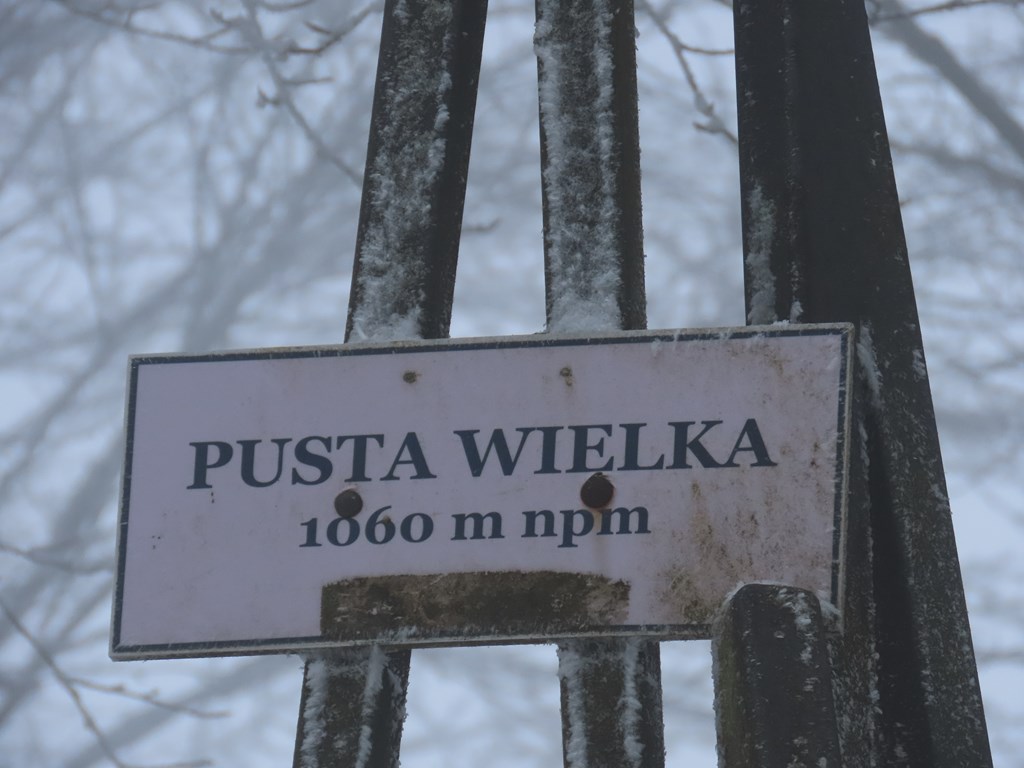 PUSTA WIELKA
1060 m npm